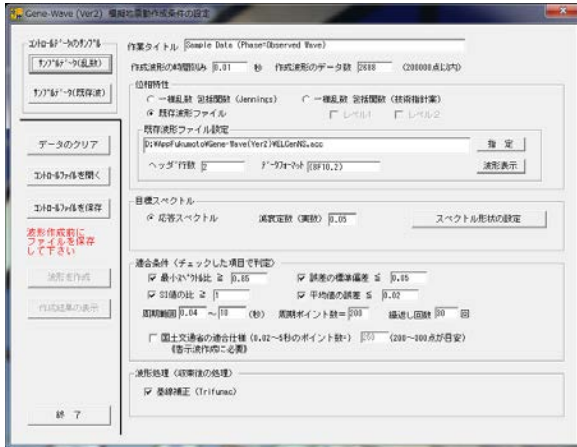 Gene-Wave (Ver2) 模擬地震動作成条件の設定
コントロールデータのサンプル
サンプルデータ(乱数)
サンプルデータ(既存波)
データのクリア
コントロールファイルを開く
コントロールファイルを保存
波形作成前に
ファイルを保存
して下さい
波形を作成
作成結果の表示
終 了
作業タイトル Sample Data (Phase=Observed Wave)
作成波形の時間刻み 0.01 秒 作成波形のデータ数 2688 (200000点以内)
位相特性
一様乱数 包括関数 (Jennings) 一様乱数 包括関数 (技術指針案)
既存波形ファイル レベル1 レベル2
既存波形ファイル設定
D:\AppFukumoto\Gene-Wave(Ver2)\ELCenNS.acc 指 定
ヘッダ行数 2 データフォーマット (8F10.2) 波形表示
目標スペクトル
応答スペクトル 減衰定数 (実数) 0.05 スペクトル形状の設定
適合条件 (チェックした項目で判定)
最小スペクトル比 ≧ 0.85 誤差の標準偏差 ≦ 0.05
SI値の比 ≧ 1 平均値の誤差 ≦ 0.02
周期範囲 0.04 ~ 10 (秒) 周期ポイント数= 200 繰返し回数 30 回
国土交通省の適合仕様 (0.02~5秒のポイント数=) (200~300点が目安)
(告示波作成に必要)
波形処理 (収束後の処理)
基線補正 (Trifunac)